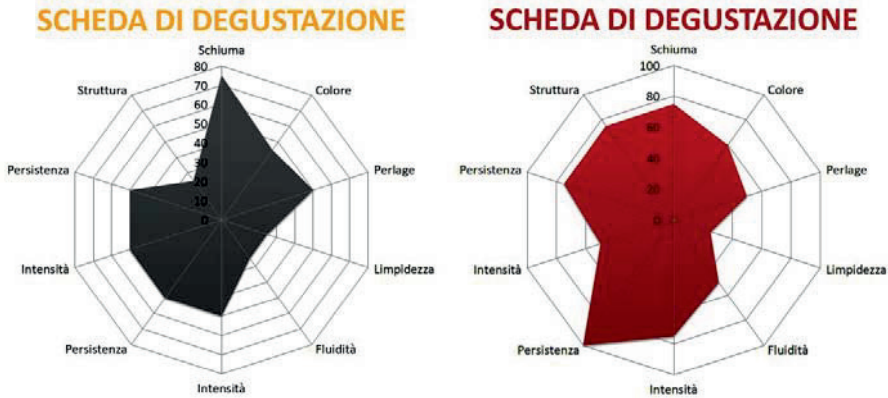 SCHEDA DI DEGUSTAZIONE
Schiuma
80
70
60
50
40
30
20
10
0
Colore
Perlage
Limpidezza
Fluidità
Intensità
Persistenza
Intensità
Persistenza
Struttura
SCHEDA DI DEGUSTAZIONE
Schiuma
100
80
60
40
20
0
Colore
Perlage
Limpidezza
Fluidità
Intensità
Persistenza
Intensità
Persistenza
Struttura